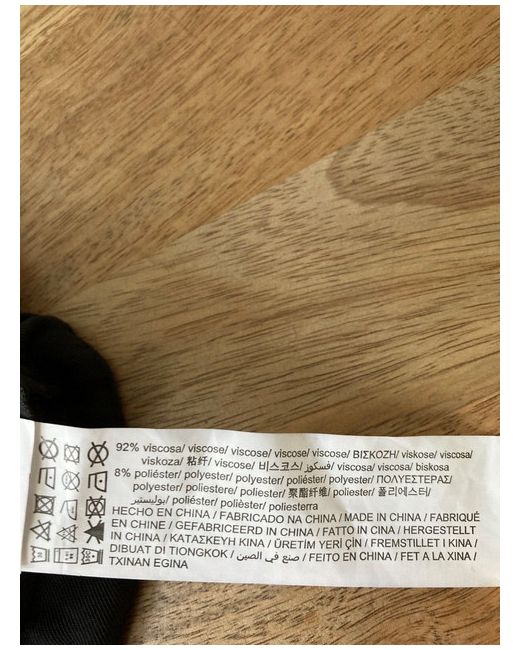 92% viscosa/ viscose/ viscose/ viscose/ viscose/ ΒΙΣΚΟΖΗ/ viskose/ viscosa/
viskoza/ 粘纤/ viscose/ 비스코스/ فسكوز/ viscosa/ viscosa/ biskosa
8% poliéster/ polyester/ polyester/ poliéster/ polyester/ ΠΟΛΥΕΣΤΕΡΑΣ/
polyester/ poliestere/ poliester/ 聚酯纤维/ poliester/ 폴리에스터/
بوليستير/ poliéster/ polièster/ poliesterra
HECHO EN CHINA/ FABRICADO NA CHINA/ MADE IN CHINA / FABRIQUÉ
EN CHINE / GEFABRICEERD IN CHINA / FATTO IN CINA / HERGESTELLT
IN CHINA / ΚΑΤΑΣΚΕΥΗ ΚΙΝΑ / ÜRETİM YERİ ÇİN / FREMSTILLET I KINA /
DIBUAT DI TIONGKOK / صنع في الصين / FEITO EN CHINA / FET A LA XINA /
TXINAN EGINA